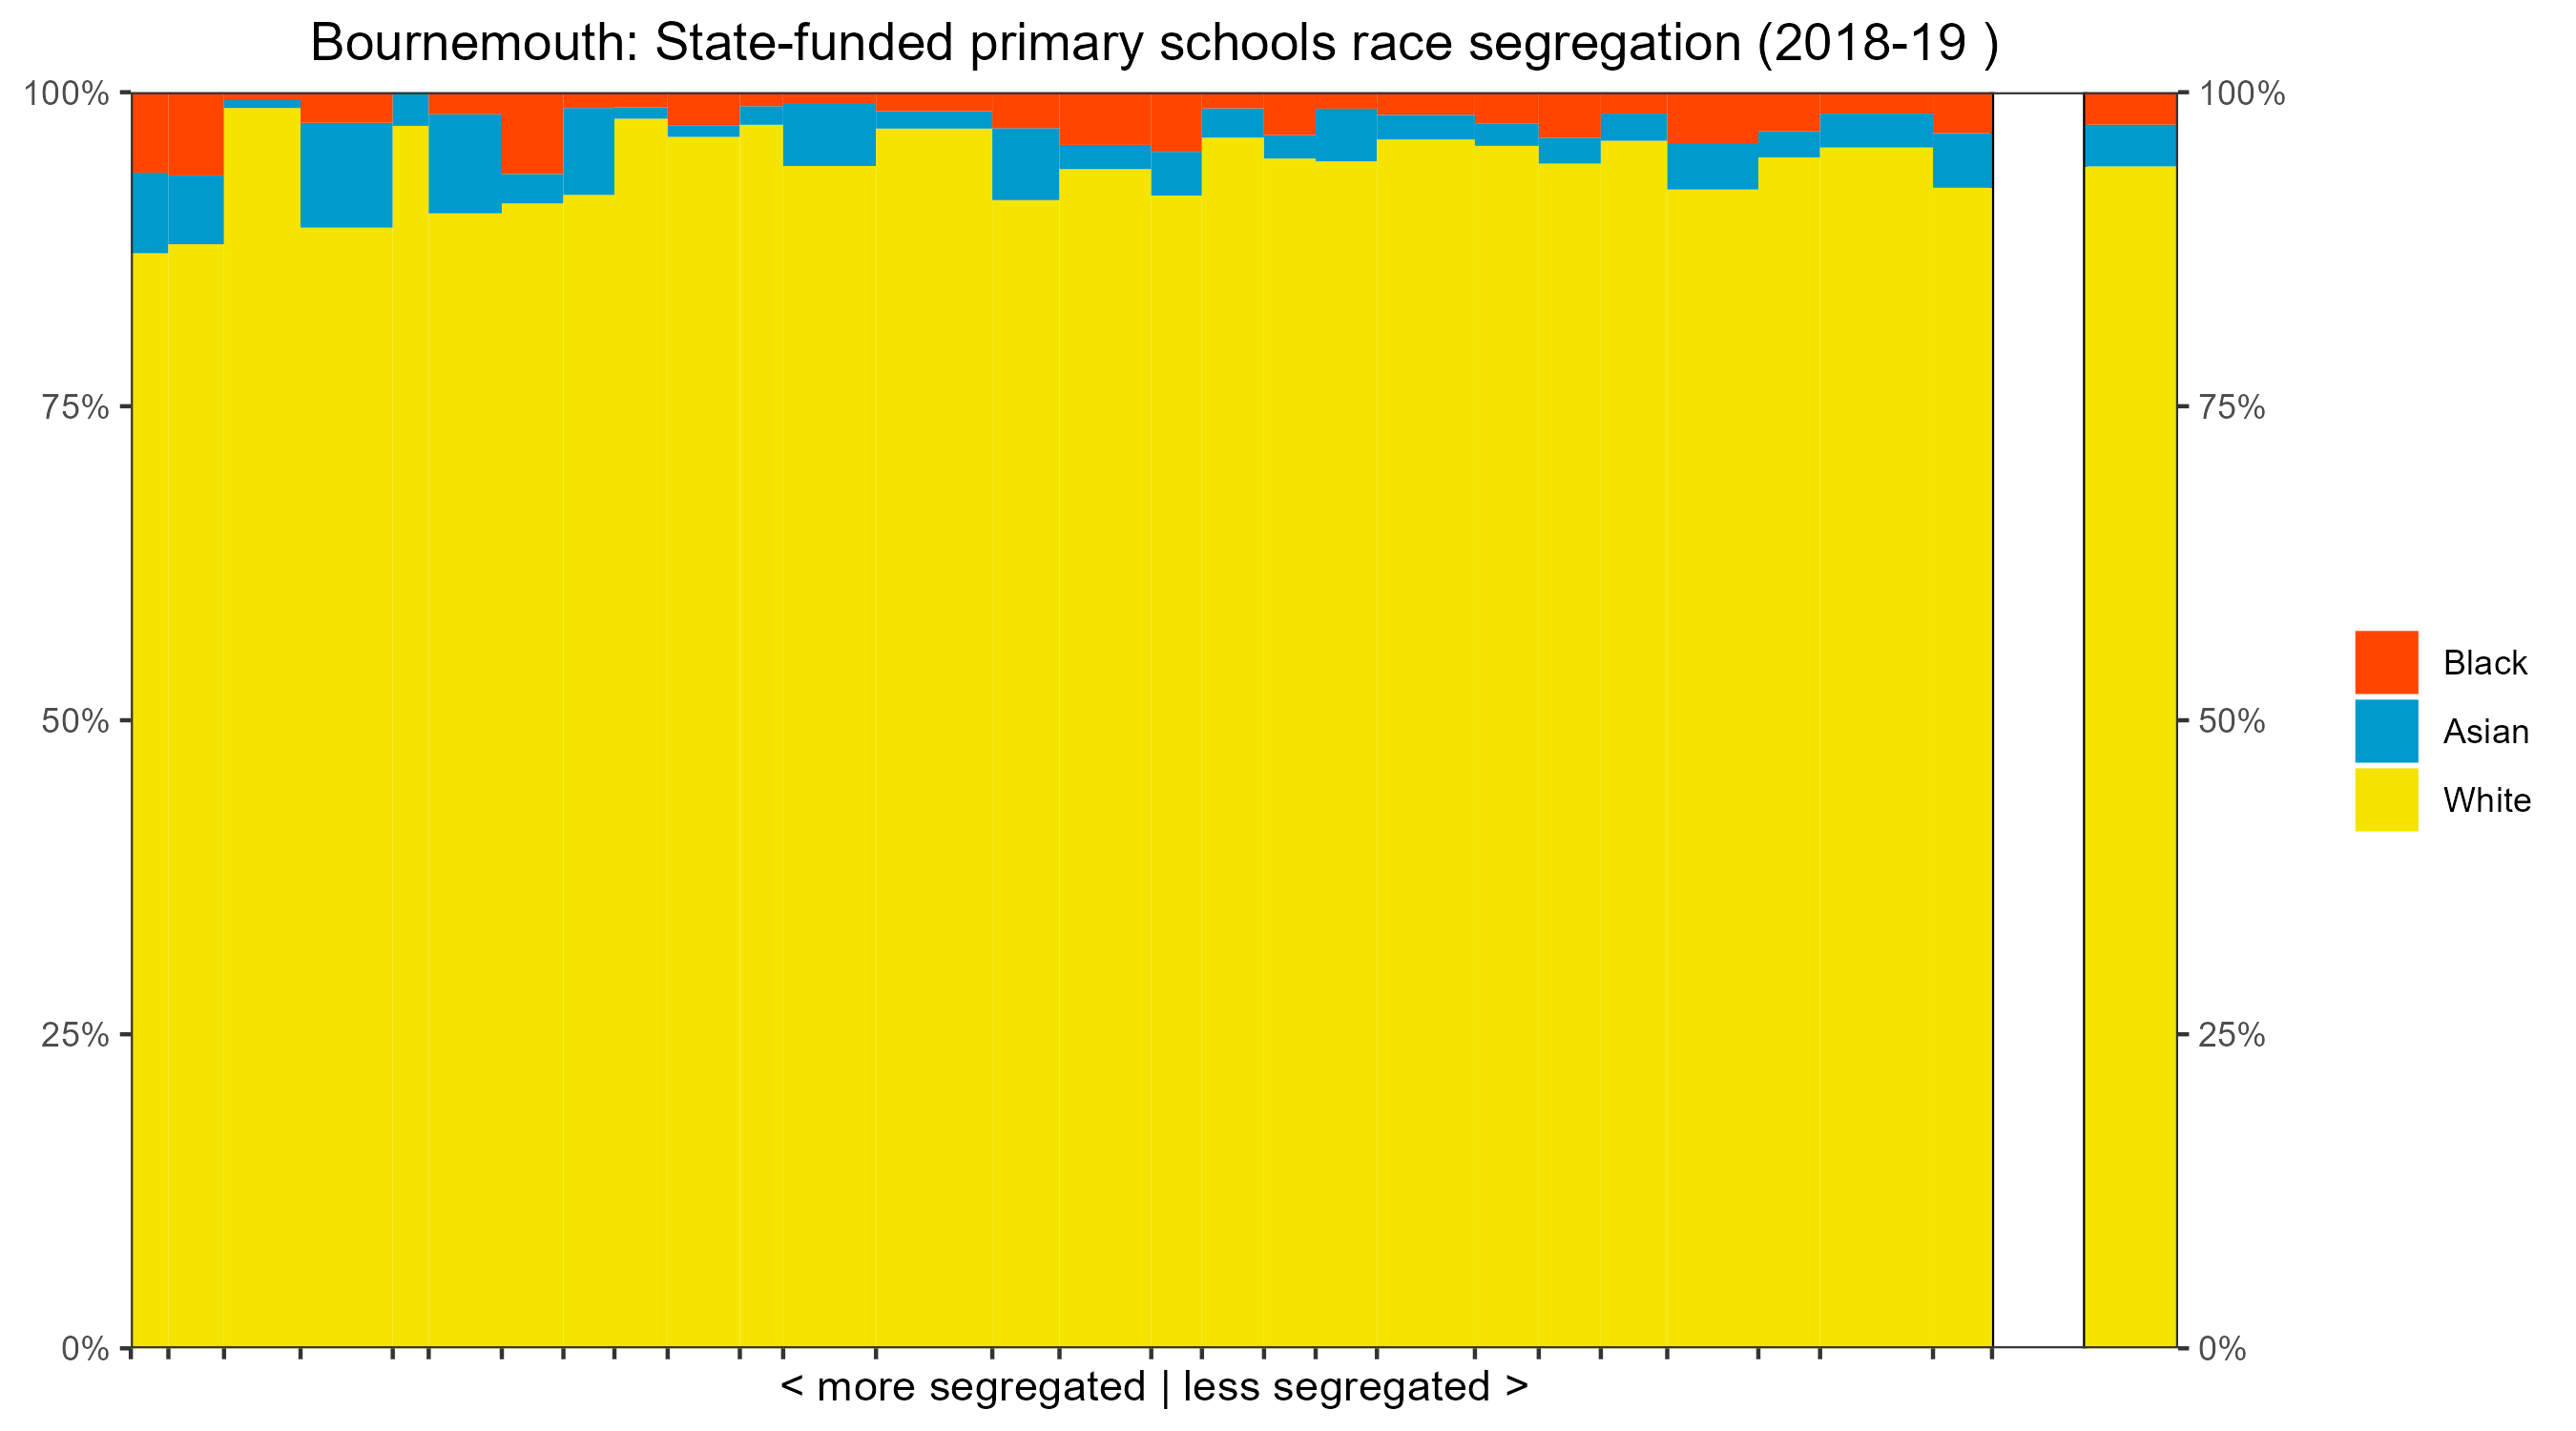 Bournemouth: State-funded primary schools race segregation (2018-19 )
100%
75%
50%
25%
0%
100%
75%
50%
25%
0%
Black
Asian
White
< more segregated | less segregated >